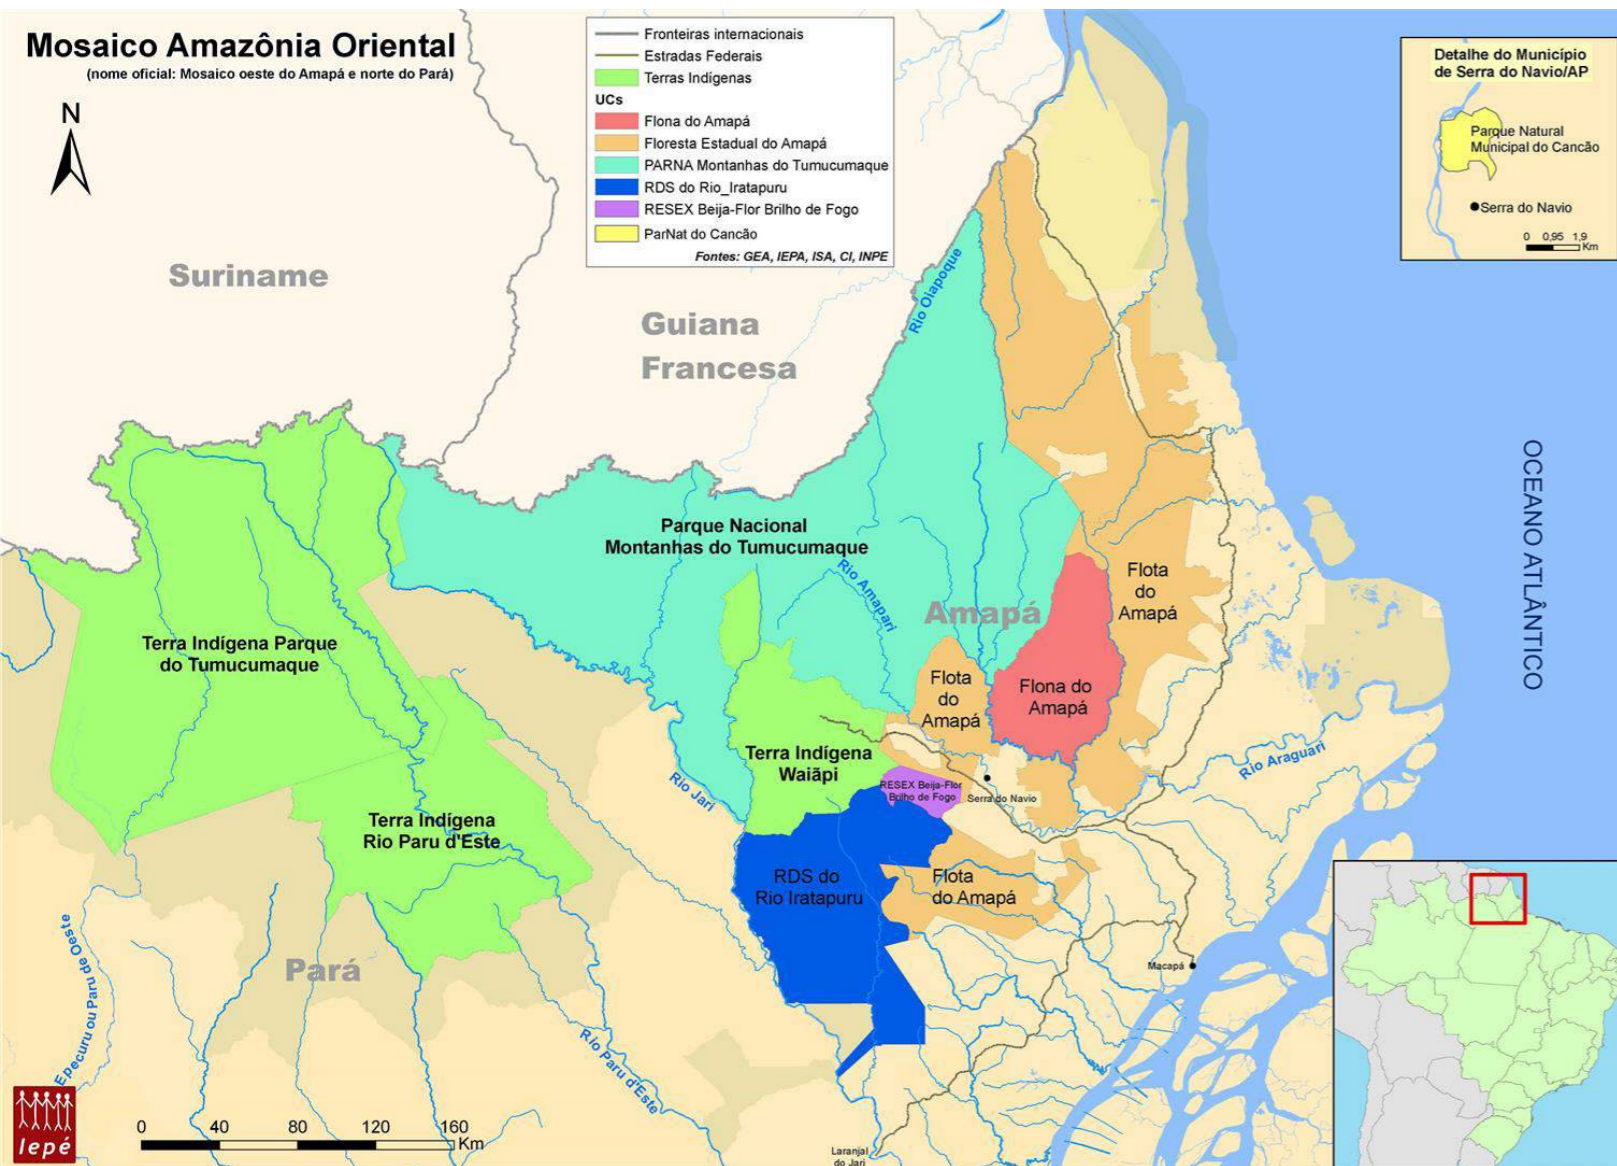 Mosaico Amazônia Oriental
(nome oficial: Mosaico oeste do Amapá e norte do Pará)
N
Fronteiras internacionais
Estradas Federais
Terras Indígenas
UCs
Flona do Amapá
Floresta Estadual do Amapá
PARNA Montanhas do Tumucumaque
RDS do Rio_Iratapuru
RESEX Beija-Flor Brilho de Fogo
ParNat do Cancão
Fontes: GEA, IEPA, ISA, CI, INPE
Detalhe do Município
de Serra do Navio/AP
Parque Natural
Municipal do Cancão
Serra do Navio
0 0,95 1,9
Km
Suriname
Guiana
Francesa
Rio Oiapoque
OCEANO ATLÂNTICO
Parque Nacional
Montanhas do Tumucumaque
Rio Amapari
Amapá
Flota
do
Amapá
Terra Indígena Parque
do Tumucumaque
Flota
do
Amapá
Flona do
Amapá
Terra Indígena
Waiãpi
Rio Jari
Rio Araguari
RESEX Beija-Flor
Brilho de Fogo
Serra do Navio
Terra Indígena
Rio Paru d'Este
RDS do
Rio Iratapuru
Flota
do Amapá
Pará
Macapá
Epecuru ou Paru de Oeste
Rio Paru d'Este
0 40 80 120 160
Km
Iepé
Laranjal
do Jari